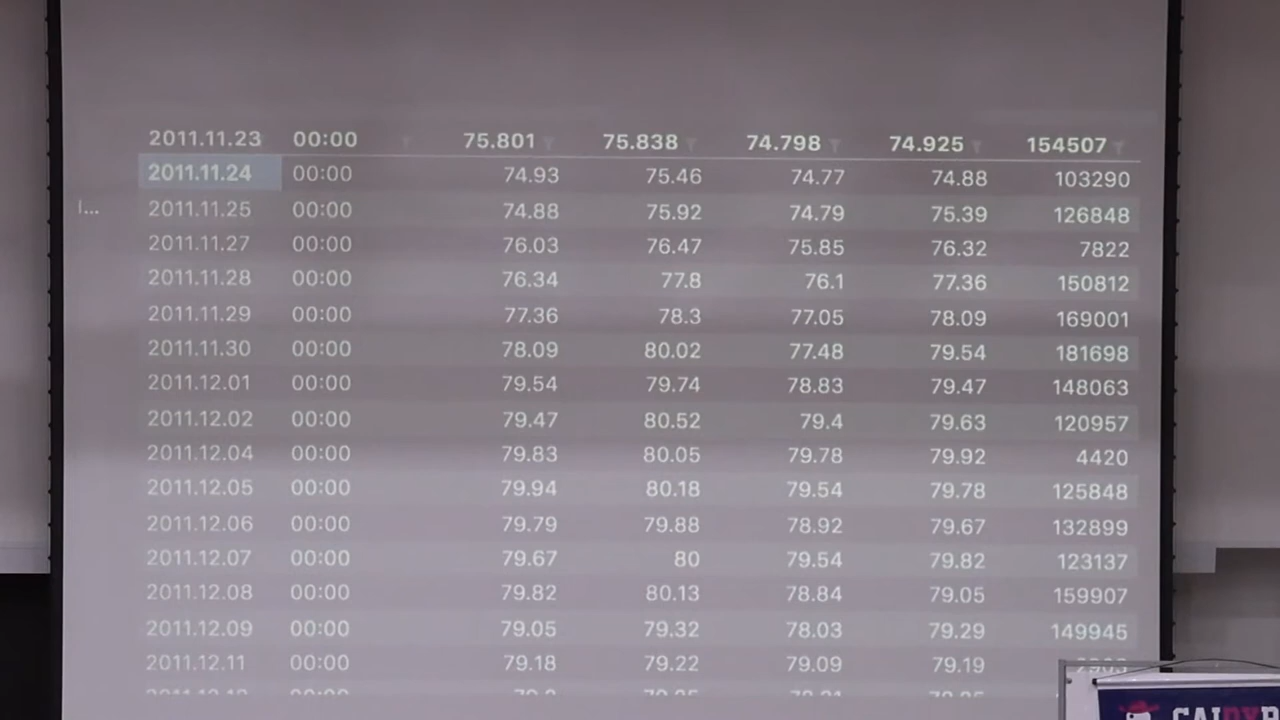 2011.11.23 00:00 75.801 75.838 74.798 74.925 154507
2011.11.24 00:00 74.93 75.46 74.77 74.88 103290
i... 2011.11.25 00:00 74.88 75.92 74.79 75.39 126848
2011.11.27 00:00 76.03 76.47 75.85 76.32 7822
2011.11.28 00:00 76.34 77.8 76.1 77.36 150812
2011.11.29 00:00 77.36 78.3 77.05 78.09 169001
2011.11.30 00:00 78.09 80.02 77.48 79.54 181698
2011.12.01 00:00 79.54 79.74 78.83 79.47 148063
2011.12.02 00:00 79.47 80.52 79.4 79.63 120957
2011.12.04 00:00 79.83 80.05 79.78 79.92 4420
2011.12.05 00:00 79.94 80.18 79.54 79.78 125848
2011.12.06 00:00 79.79 79.88 78.92 79.67 132899
2011.12.07 00:00 79.67 80 79.54 79.82 123137
2011.12.08 00:00 79.82 80.13 78.84 79.05 159907
2011.12.09 00:00 79.05 79.32 78.03 79.29 149945
2011.12.11 00:00 79.18 79.22 79.09 79.19